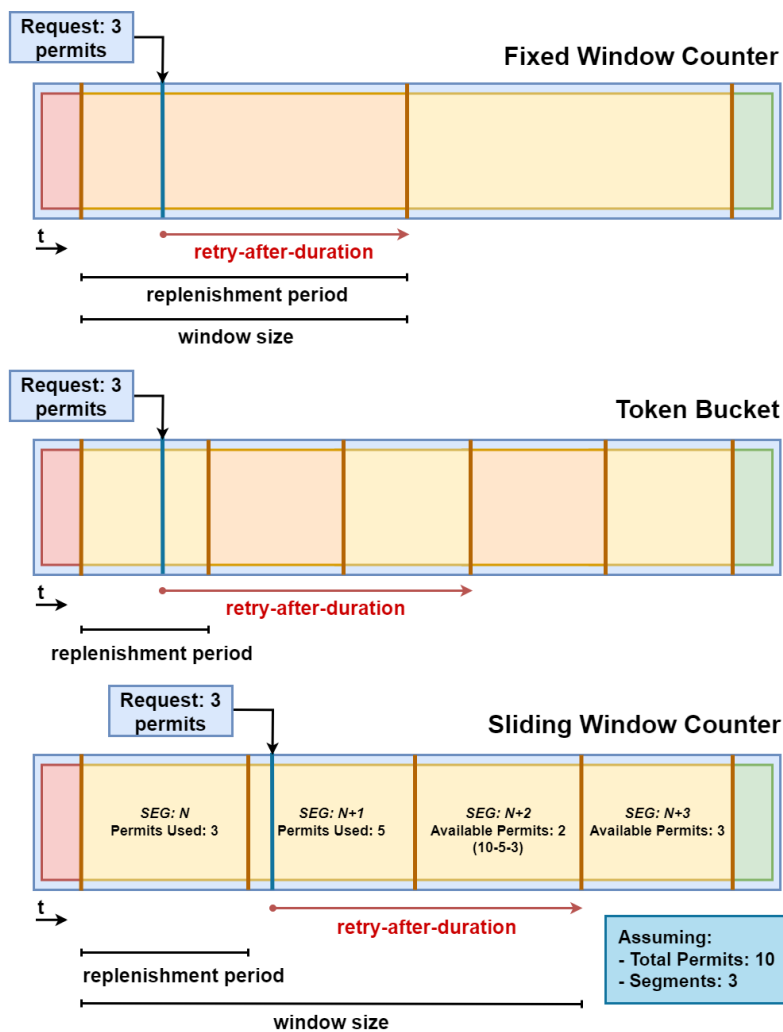 Request: 3
permits
Fixed Window Counter
t
retry-after-duration
replenishment period
window size
Request: 3
permits
Token Bucket
t
retry-after-duration
replenishment period
Request: 3
permits
Sliding Window Counter
SEG: N
Permits Used: 3
SEG: N+1
Permits Used: 5
SEG: N+2
Available Permits: 2
(10-5-3)
SEG: N+3
Available Permits: 3
t
retry-after-duration
replenishment period
window size
Assuming:
- Total Permits: 10
- Segments: 3